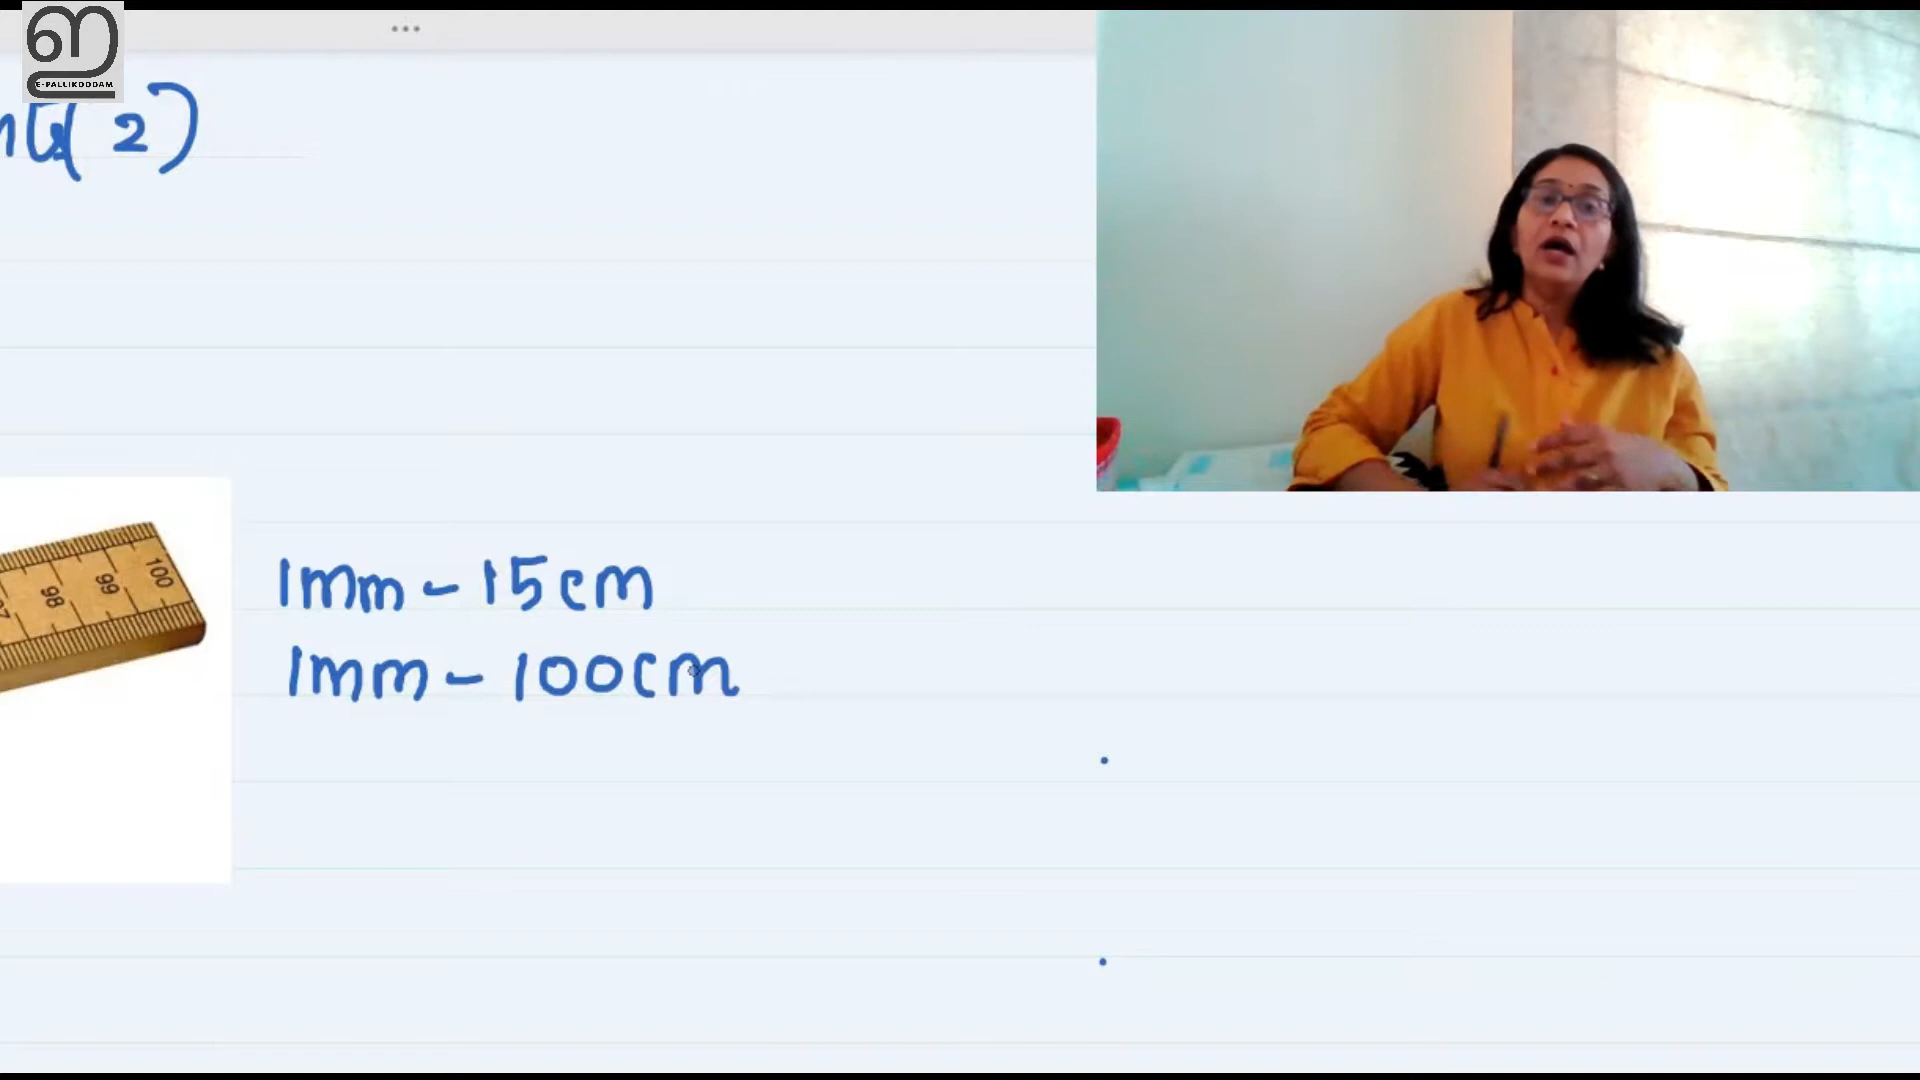 ണ
E-PALLIKOODAM
2)
98 99 100
1mm - 15cm
1mm - 100cm